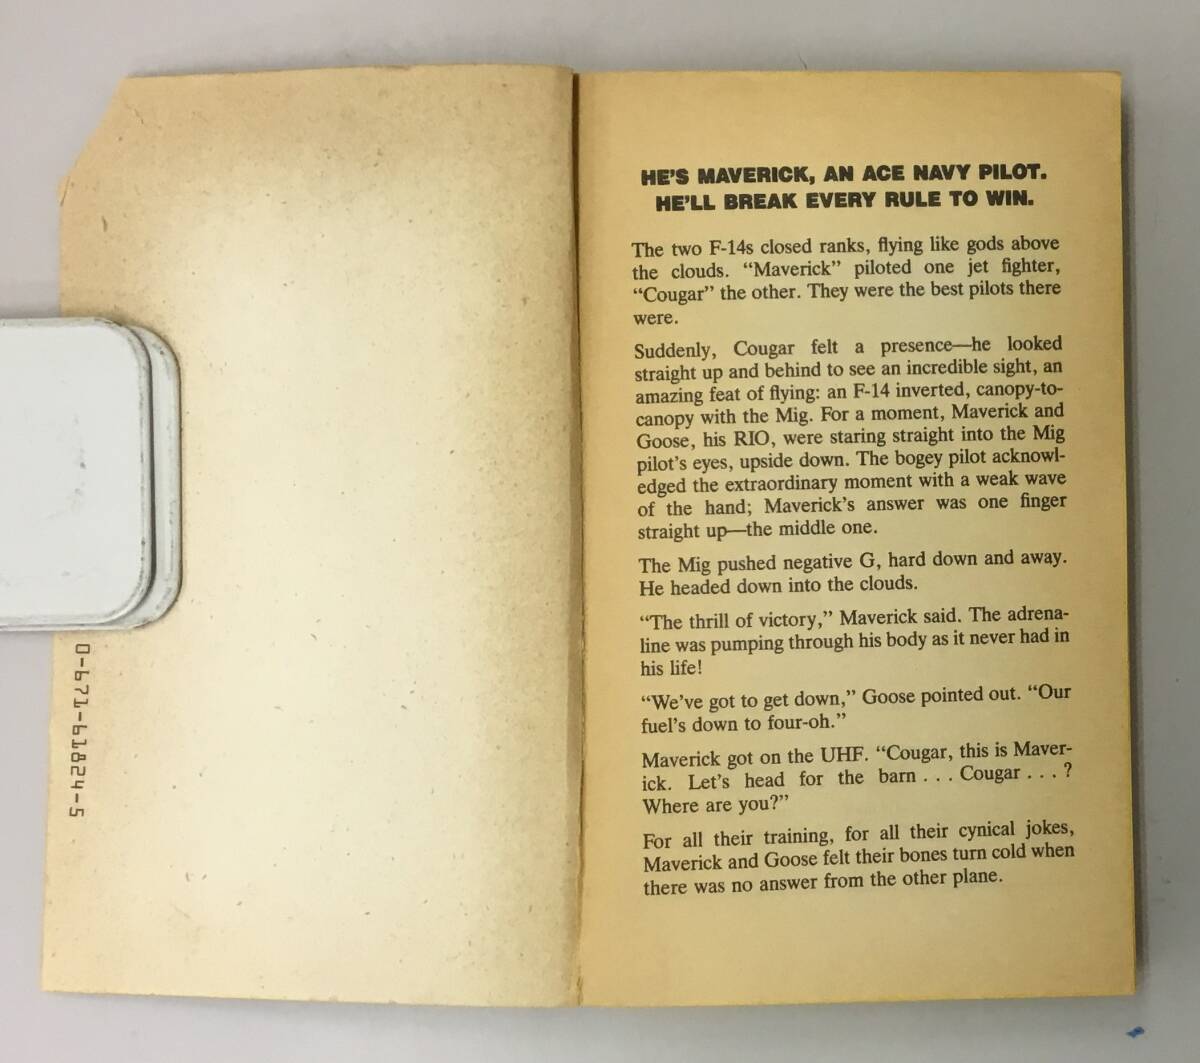 0-671-61824-5
HE'S MAVERICK, AN ACE NAVY PILOT.
HE'LL BREAK EVERY RULE TO WIN.
The two F-14s closed ranks, flying like gods above
the clouds. “Maverick” piloted one jet fighter,
“Cougar” the other. They were the best pilots there
were.
Suddenly, Cougar felt a presence—he looked
straight up and behind to see an incredible sight, an
amazing feat of flying: an F-14 inverted, canopy-to-
canopy with the Mig. For a moment, Maverick and
Goose, his RIO, were staring straight into the Mig
pilot's eyes, upside down. The bogey pilot acknowl-
edged the extraordinary moment with a weak wave
of the hand; Maverick's answer was one finger
straight up—the middle one.
The Mig pushed negative G, hard down and away.
He headed down into the clouds.
“The thrill of victory,” Maverick said. The adrena-
line was pumping through his body as it never had in
his life!
“We've got to get down,” Goose pointed out. “Our
fuel's down to four-oh.”
Maverick got on the UHF. “Cougar, this is Maver-
ick. Let's head for the barn . . . Cougar . . . ?
Where are you?”
For all their training, for all their cynical jokes,
Maverick and Goose felt their bones turn cold when
there was no answer from the other plane.